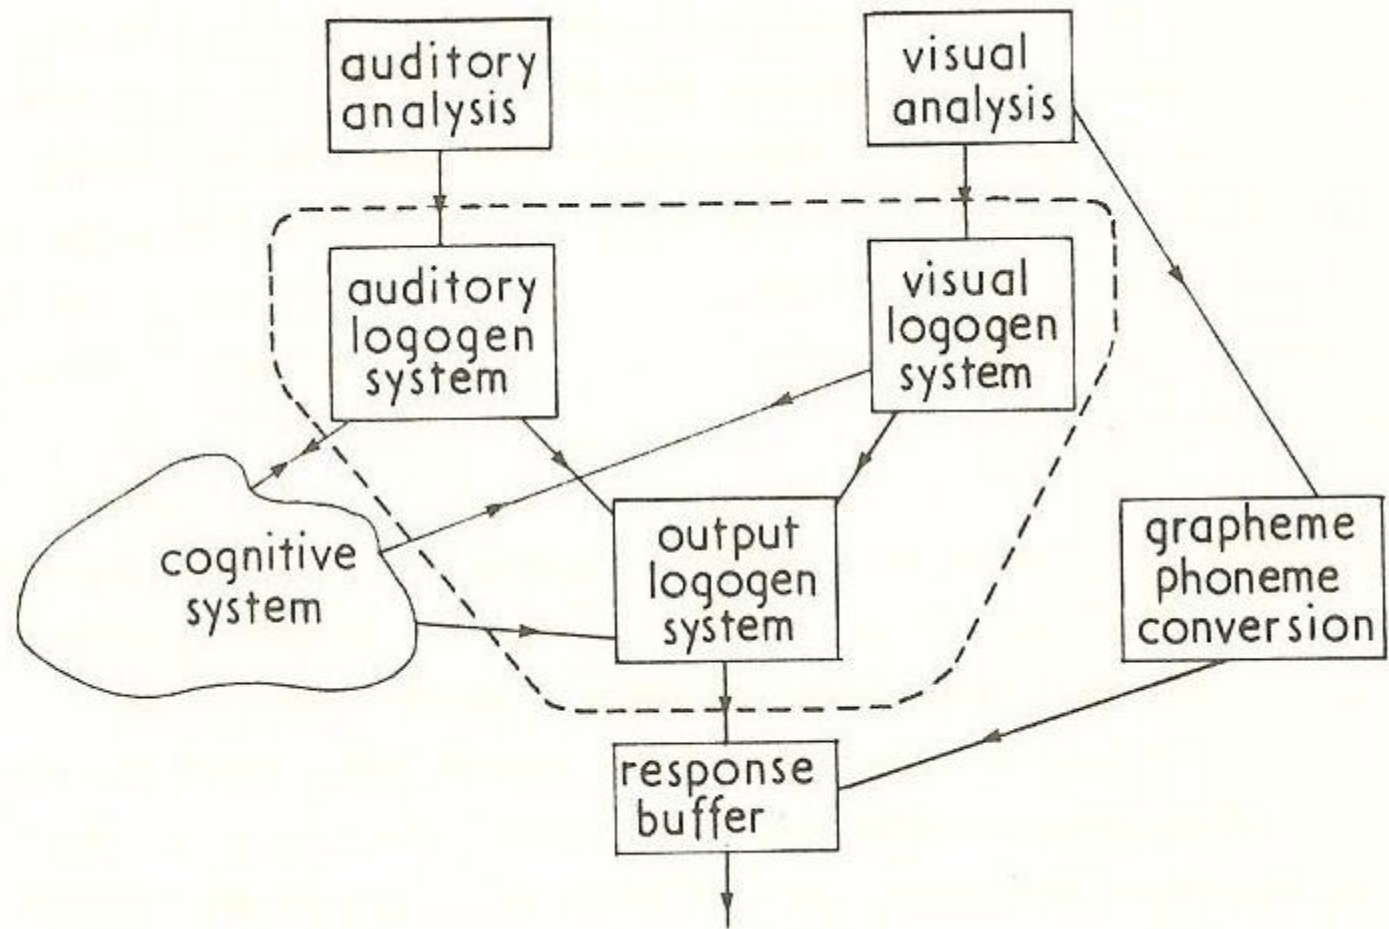 auditory
analysis
visual
analysis
auditory
logogen
system
visual
logogen
system
cognitive
system
output
logogen
system
grapheme
phoneme
conversion
response
buffer